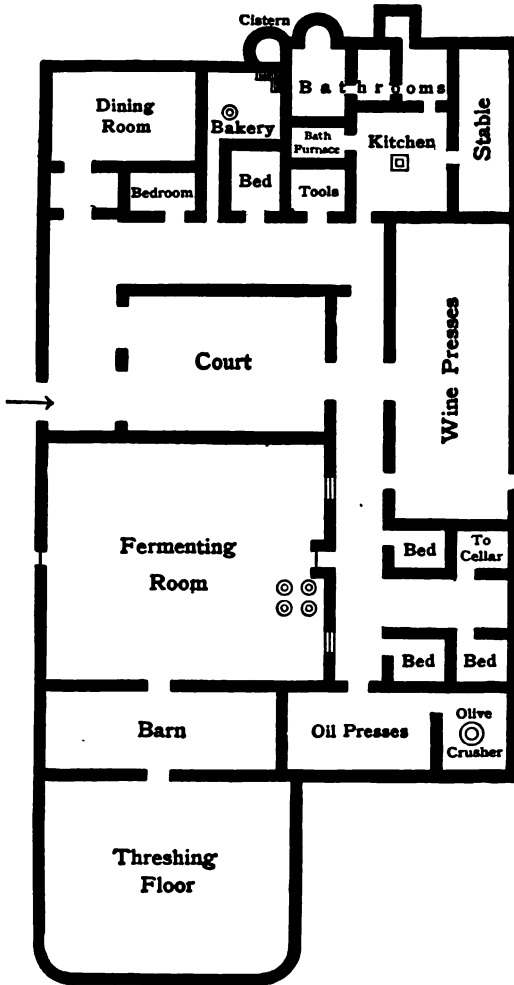 Cistern
Bathrooms
Dining
Room
Bakery
Bath
Furnace
Kitchen
Stable
Bedroom
Bed
Tools
Court
Wine Presses
Fermenting
Room
Bed
To
Cellar
Bed
Bed
Barn
Oil Presses
Olive
Crusher
Threshing
Floor